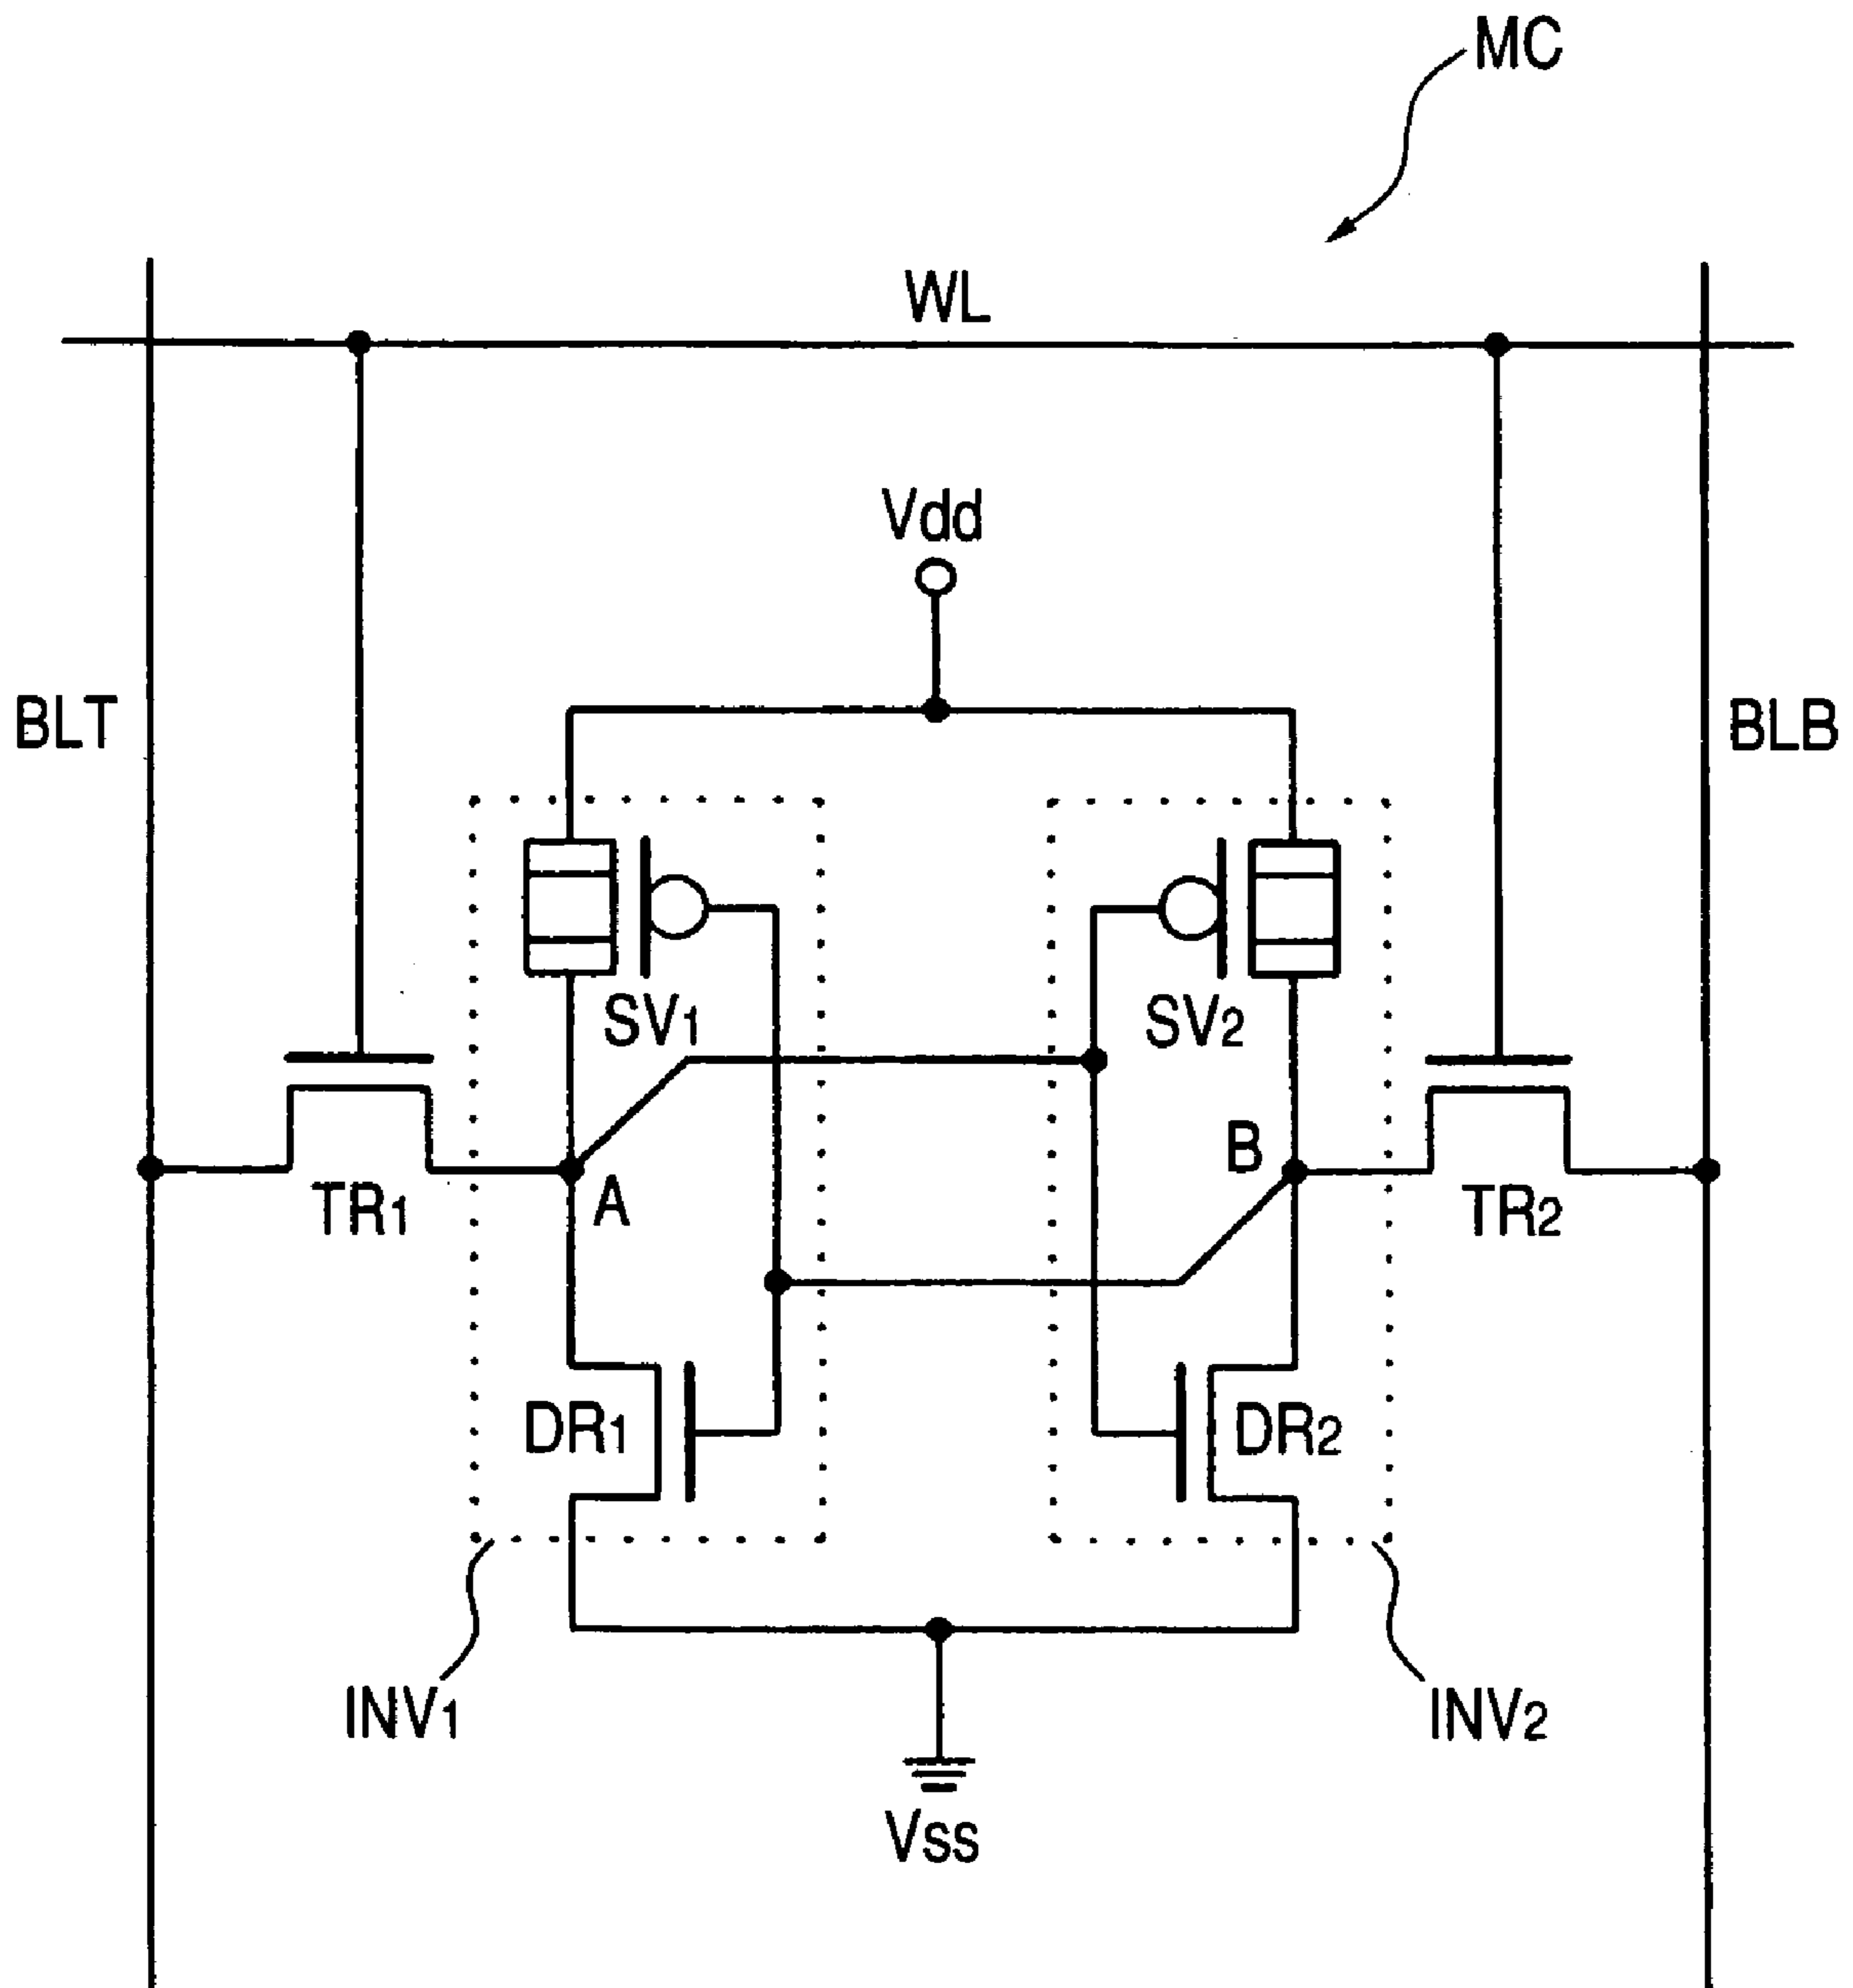 MC
WL
Vdd
BLT
BLB
SV1
SV2
A
B
TR1
TR2
DR1
DR2
INV1
INV2
Vss